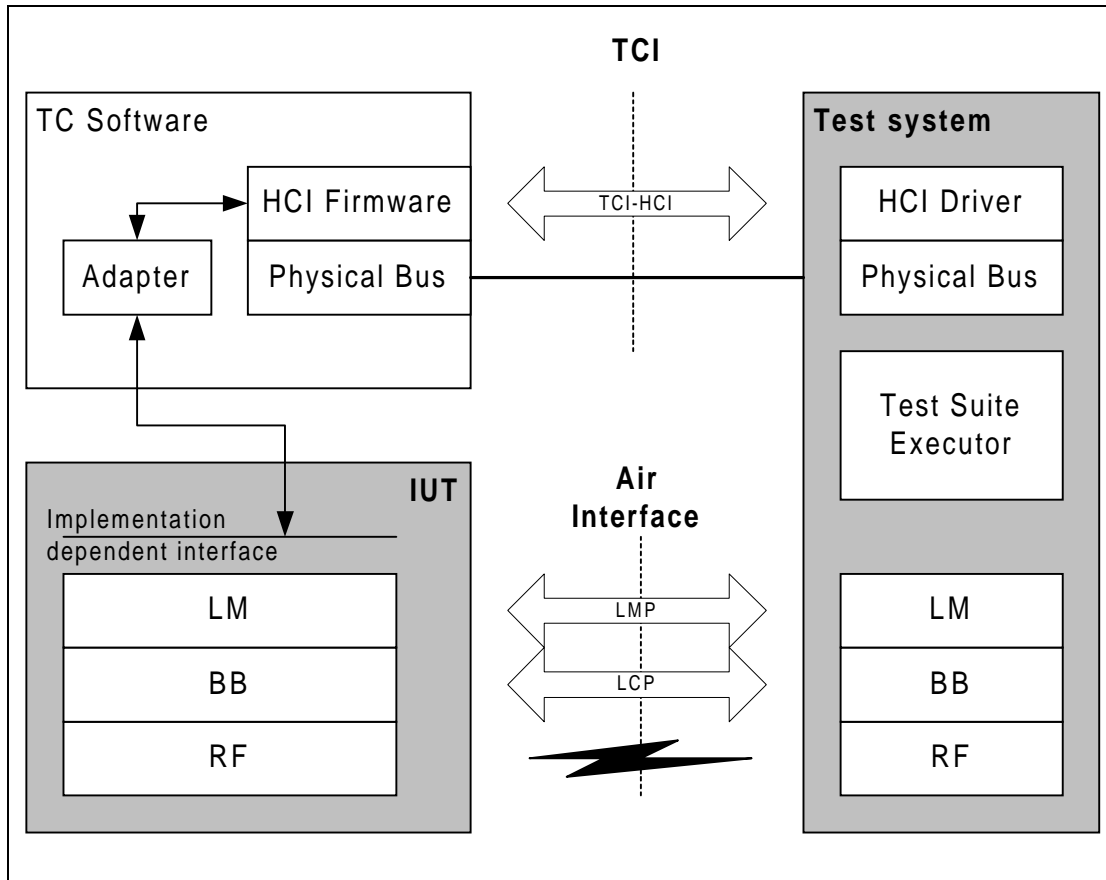 TCI
TC Software
HCI Firmware
Physical Bus
Adapter
TCI-HCI
Test system
HCI Driver
Physical Bus
Test Suite
Executor
IUT
Implementation
dependent interface
LM
BB
RF
Air
Interface
LMP
LCP
LM
BB
RF